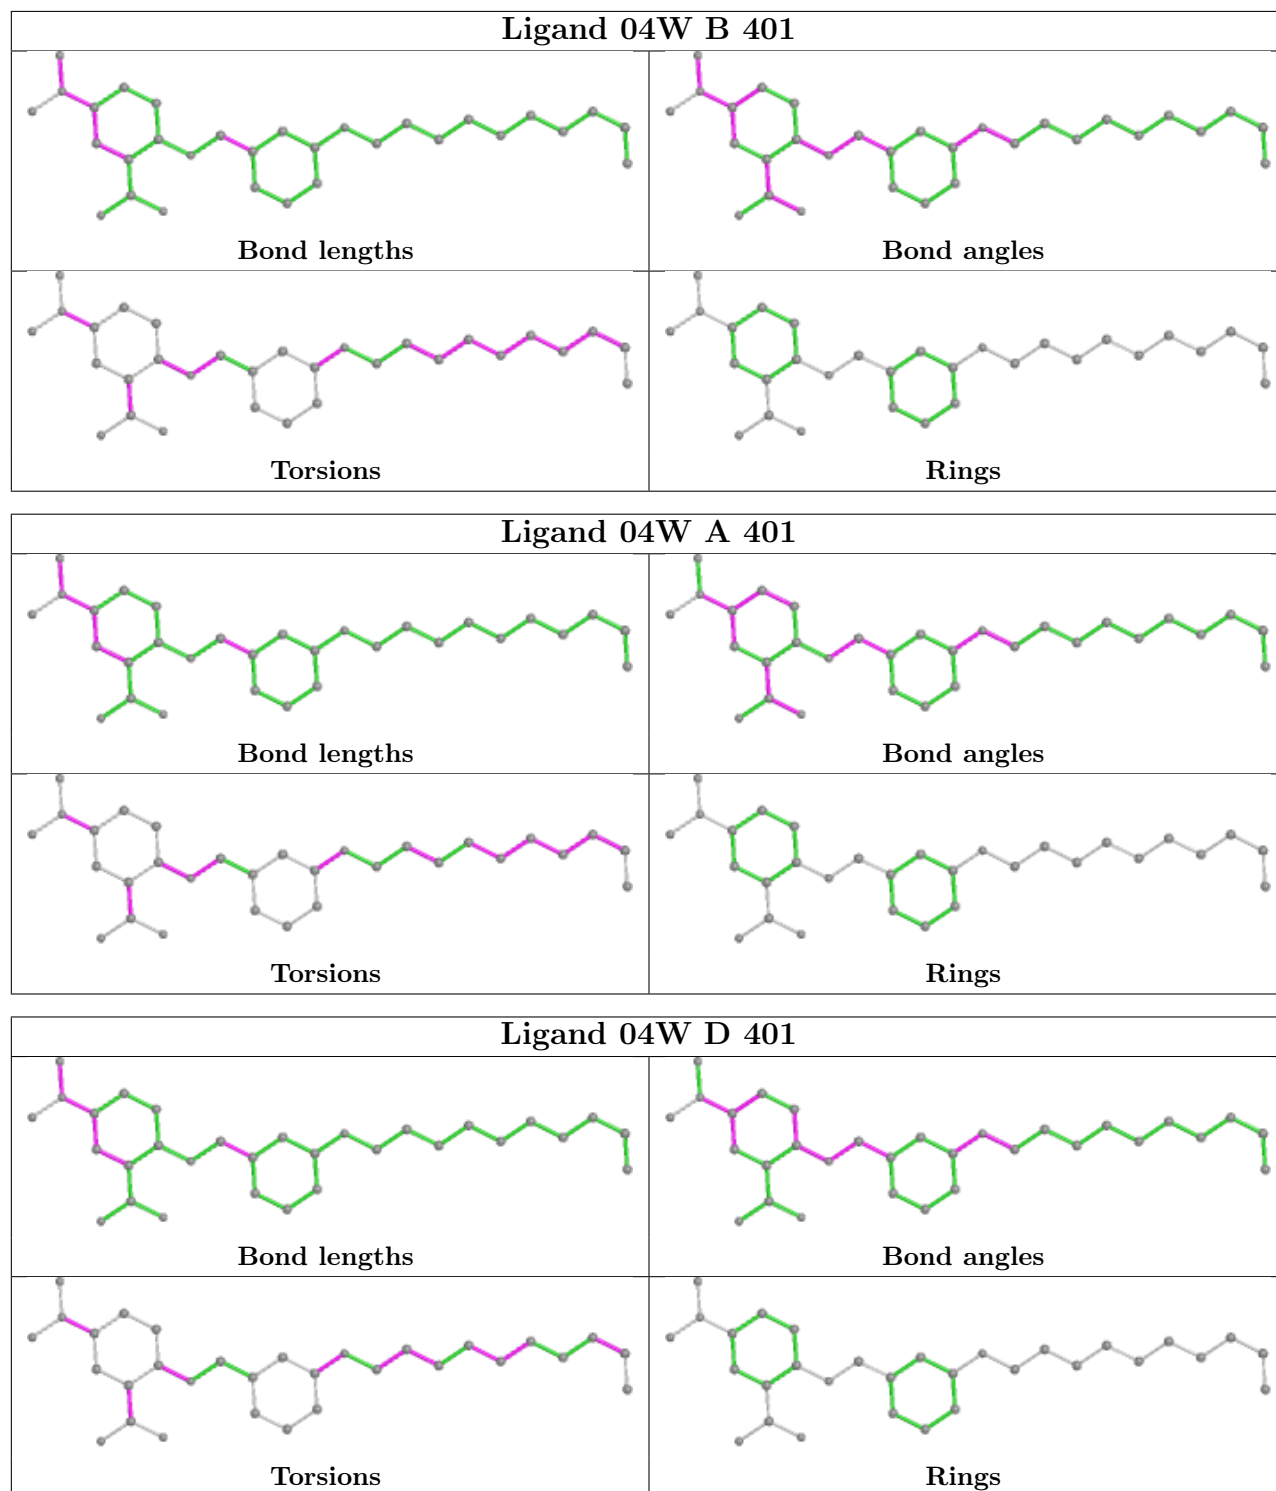 Ligand 04W B 401
Bond lengths
Bond angles
Torsions
Rings
Ligand 04W A 401
Bond lengths
Bond angles
Torsions
Rings
Ligand 04W D 401
Bond lengths
Bond angles
Torsions
Rings